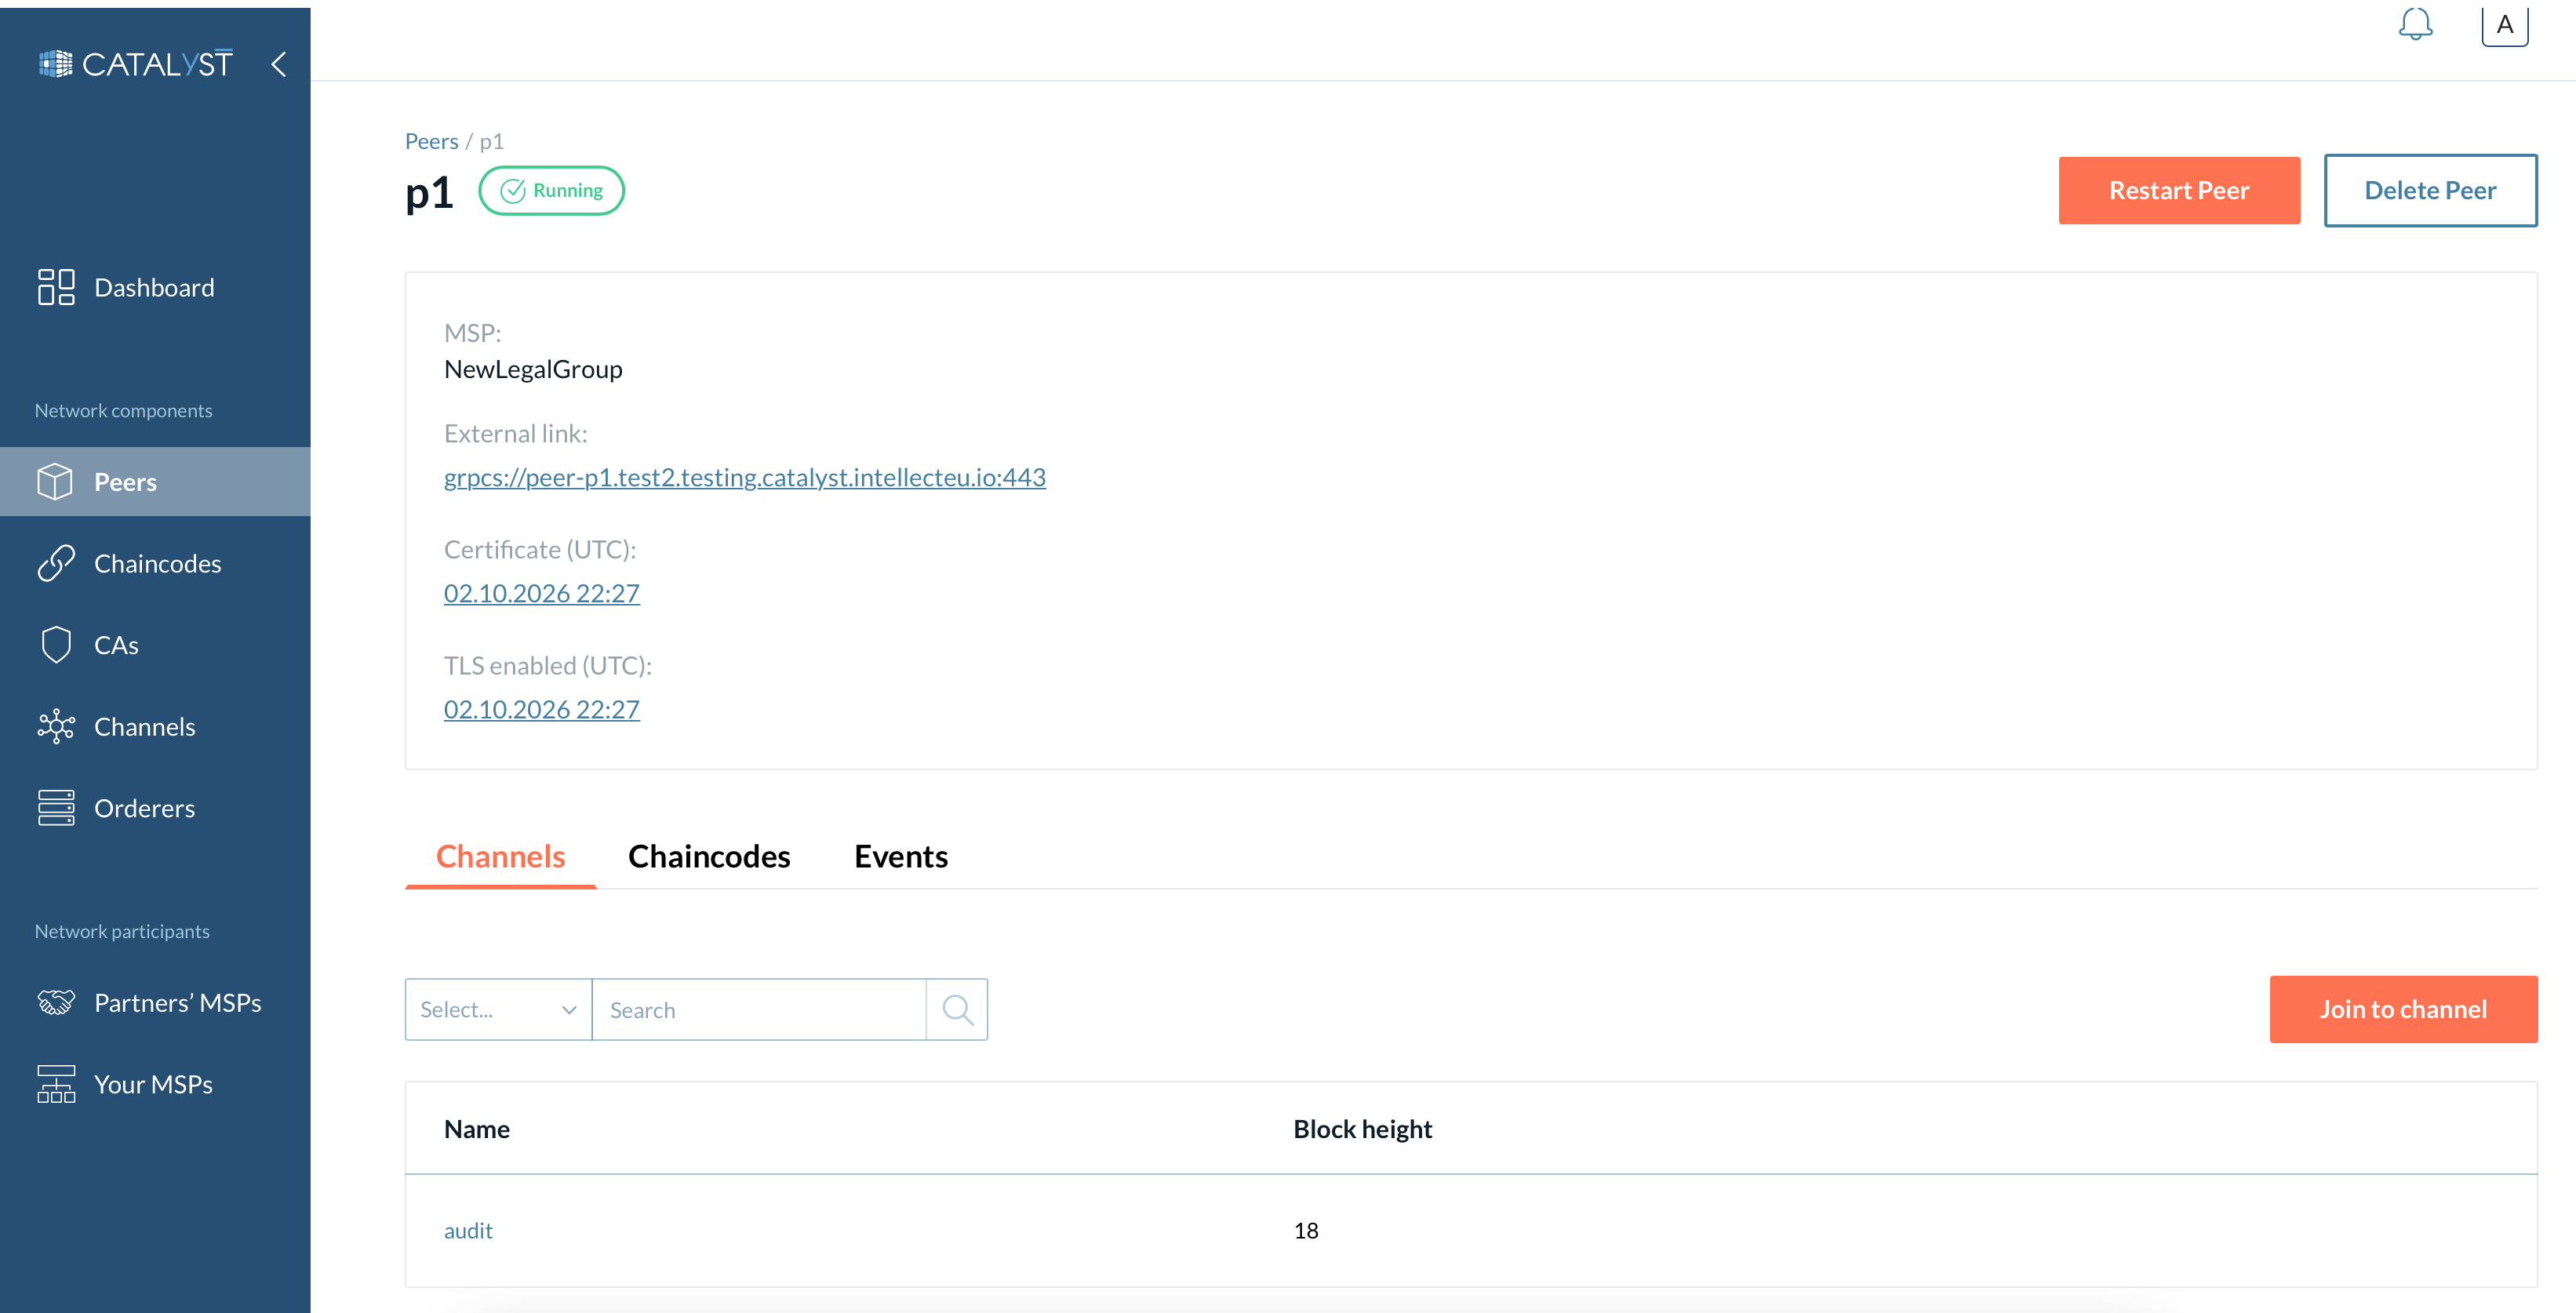 CATALYST
A
Dashboard
Network components
Peers
Chaincodes
CAs
Channels
Orderers
Network participants
Partners’ MSPs
Your MSPs
Peers / p1
p1
Running
Restart Peer
Delete Peer
MSP:
NewLegalGroup
External link:
grpcs://peer-p1.test2.testing.catalyst.intellecteu.io:443
Certificate (UTC):
02.10.2026 22:27
TLS enabled (UTC):
02.10.2026 22:27
Channels Chaincodes Events
Select... Search
Join to channel
Name Block height
audit 18